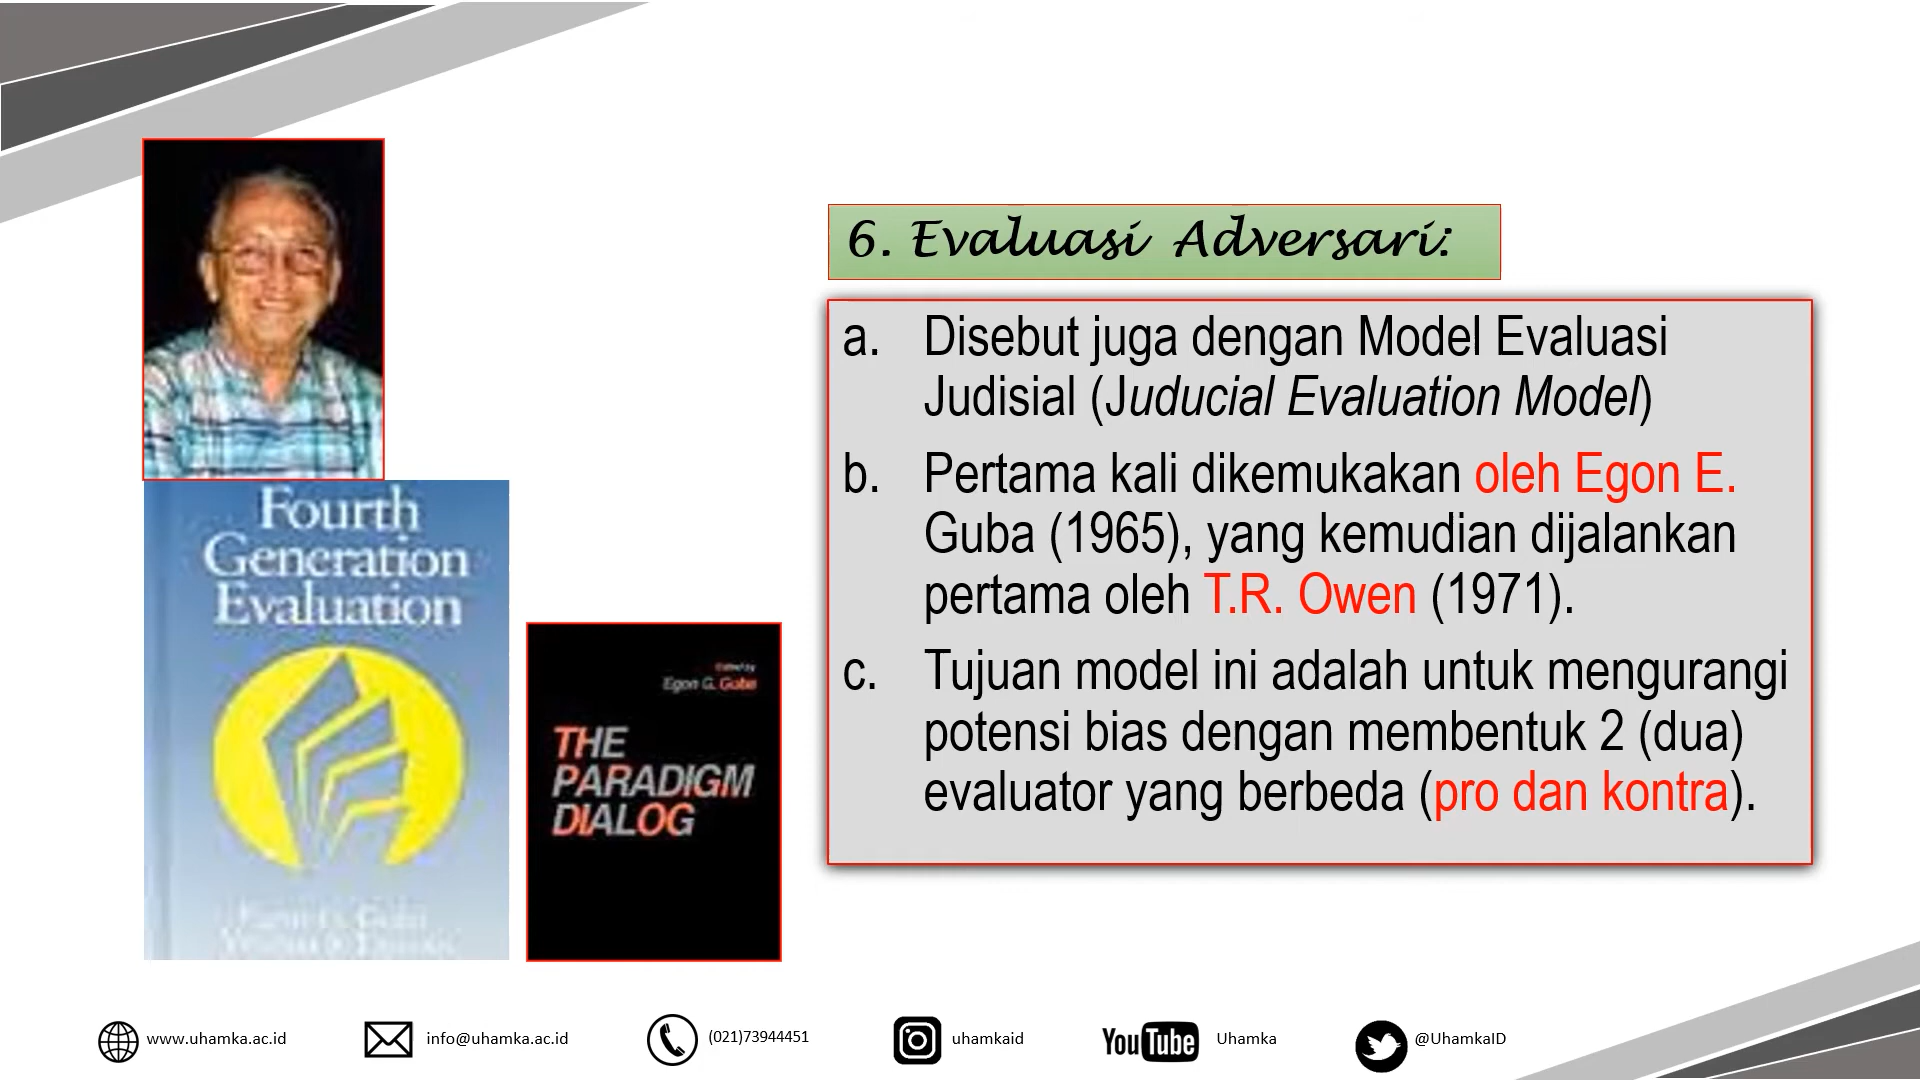 6. Evaluasi Adversari:
a. Disebut juga dengan Model Evaluasi
Judisial (Juducial Evaluation Model)
b. Pertama kali dikemukakan oleh Egon E.
Guba (1965), yang kemudian dijalankan
pertama oleh T.R. Owen (1971).
c. Tujuan model ini adalah untuk mengurangi
potensi bias dengan membentuk 2 (dua)
evaluator yang berbeda (pro dan kontra).
Fourth
Generation
Evaluation
Egon G. Guba
THE
PARADIGM
DIALOG
www.uhamka.ac.id
info@uhamka.ac.id
(021)73944451
uhamkaid
YouTube Uhamka
@UhamkaID